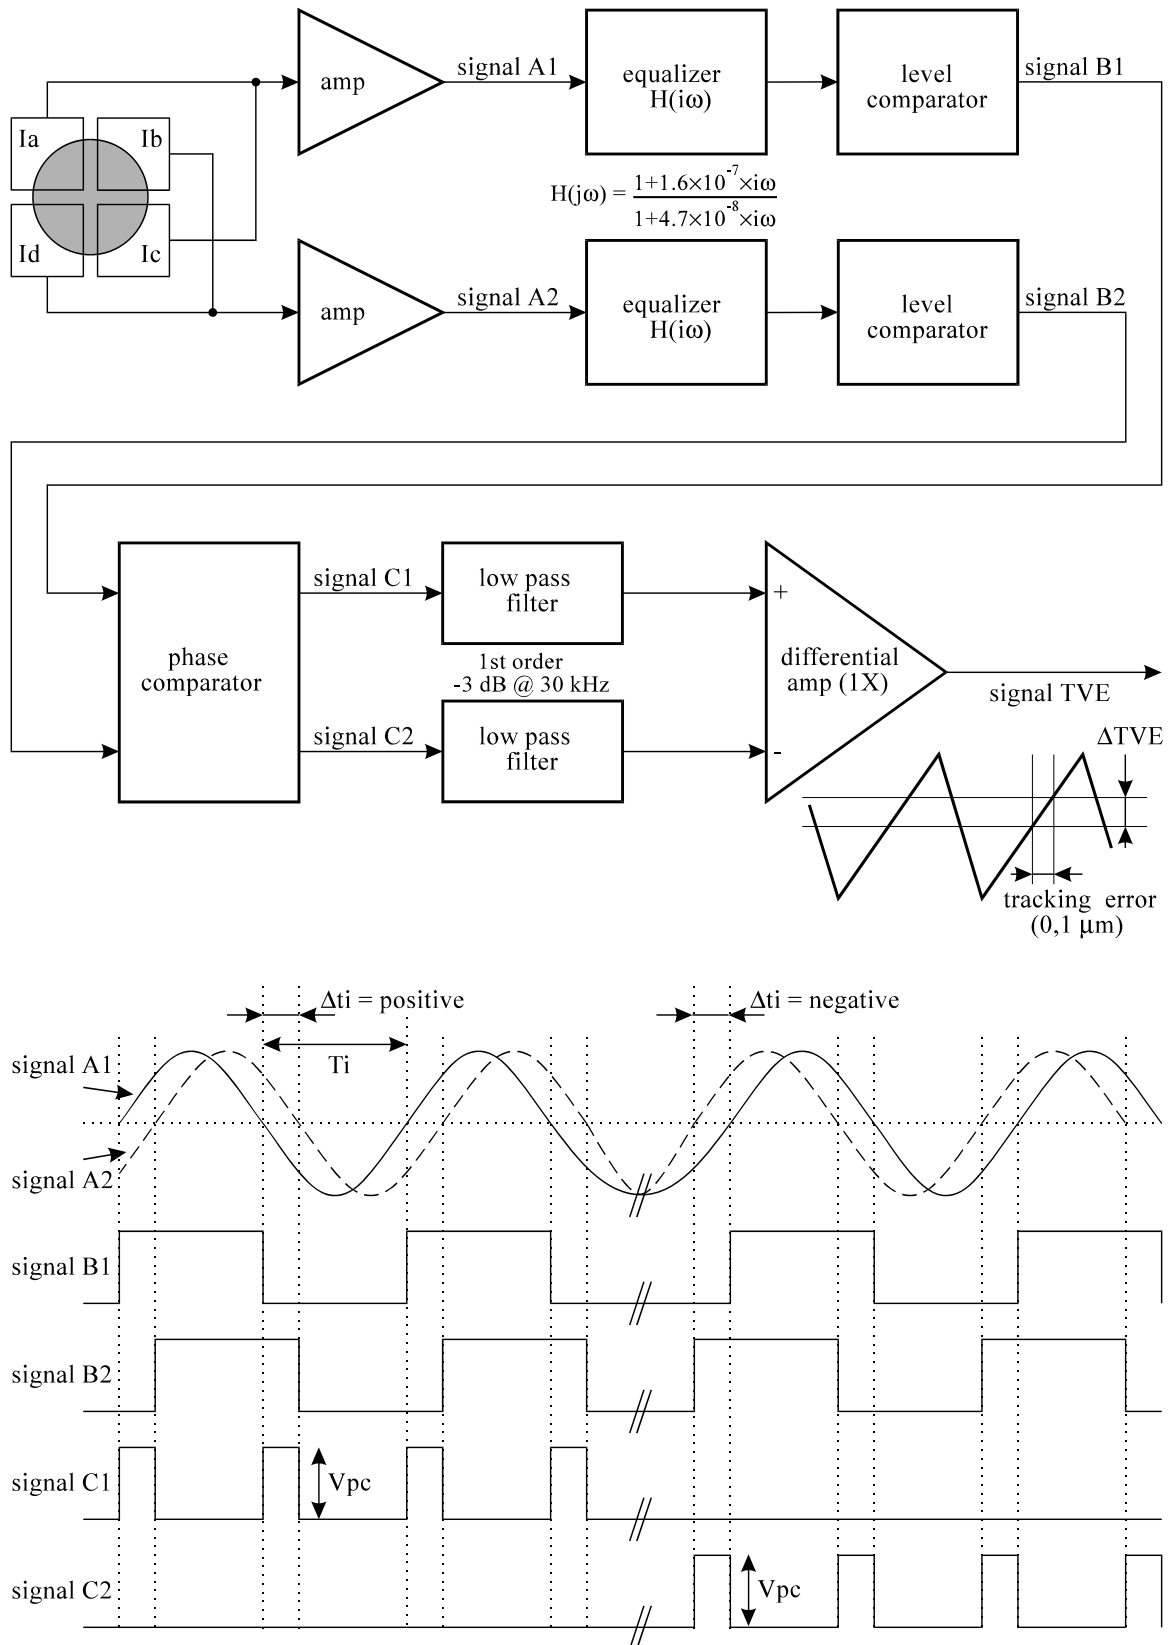 amp
signal A1
equalizer
H(iω)
level
comparator
signal B1
Ia
Ib
H(jω) = 1+1.6×10^-7×iω
1+4.7×10^-8×iω
Id
Ic
amp
signal A2
equalizer
H(iω)
level
comparator
signal B2
phase
comparator
signal C1
low pass
filter
1st order
-3 dB @ 30 kHz
signal C2
low pass
filter
+
-
differential
amp (1X)
signal TVE
ΔTVE
tracking error
(0,1 µm)
Δti = positive
Δti = negative
Ti
signal A1
signal A2
signal B1
signal B2
signal C1
Vpc
signal C2
Vpc